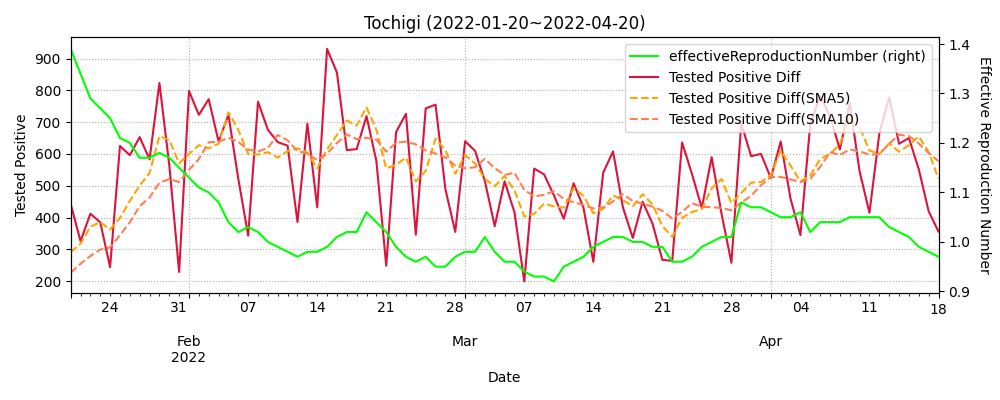 Tochigi (2022-01-20~2022-04-20)
effectiveReproductionNumber (right)
Tested Positive Diff
Tested Positive Diff(SMA5)
Tested Positive Diff(SMA10)
Tested Positive
900
800
700
600
500
400
300
200
1.4
1.3
1.2
1.1
1.0
0.9
Effective Reproduction Number
24 31 07 14 21 28 07 14 21 28 04 11 18
Feb Mar Apr
2022
Date